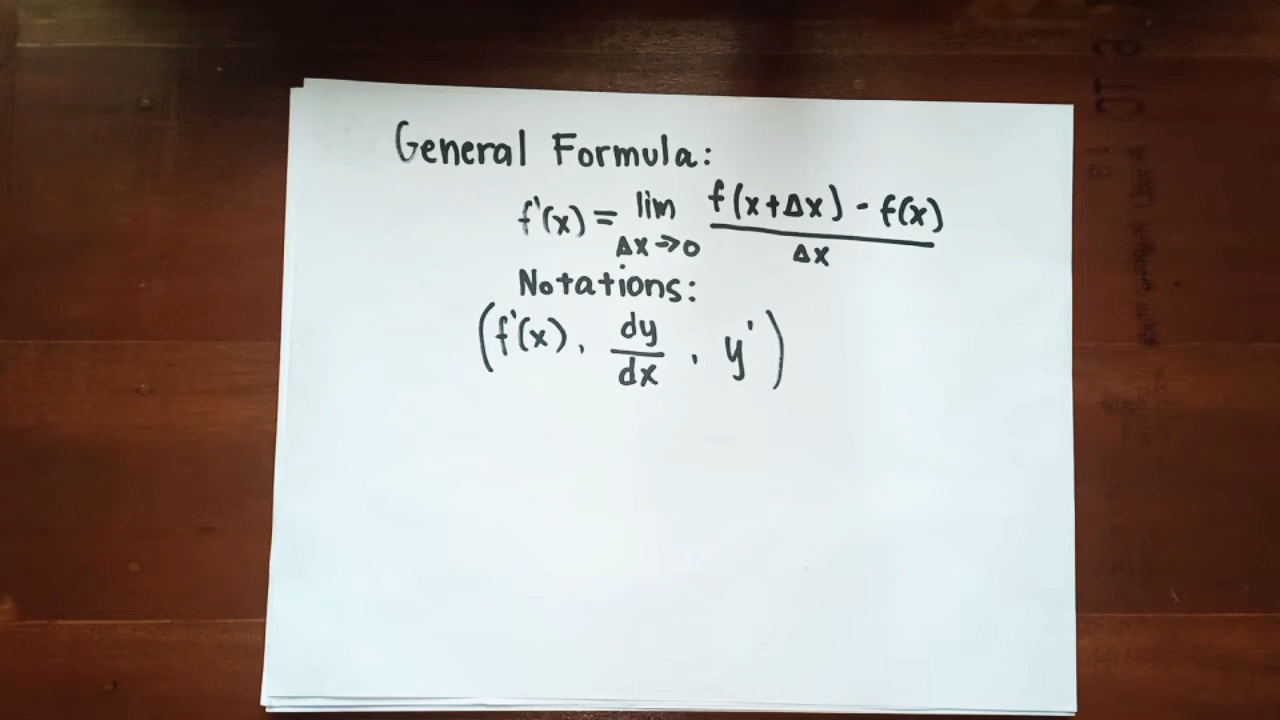 General Formula:
f'(x) = lim Δx→0 f(x+Δx) - f(x) / Δx
Notations:
(f'(x), dy/dx, y')